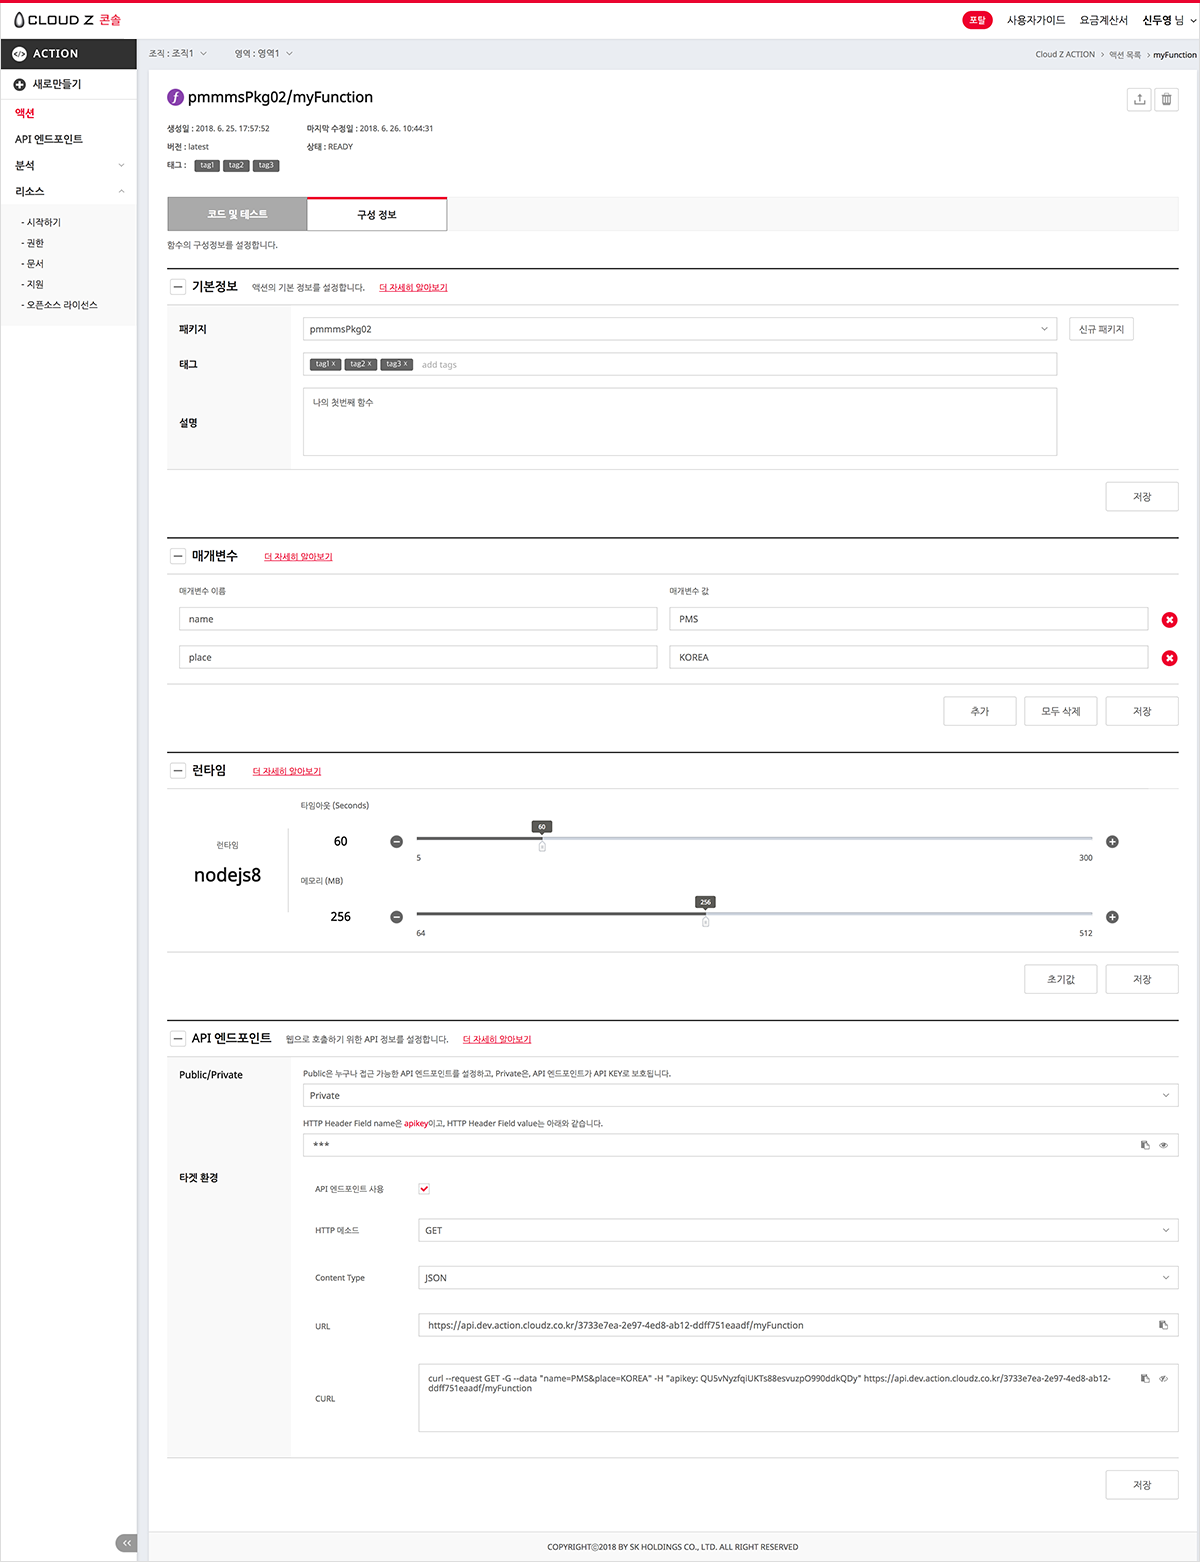 CLOUD Z 콘솔
포탈 사용자가이드 요금계산서 신두영 님
ACTION
조직 : 조직1 영역 : 영역1
Cloud Z ACTION > 액션 목록 > myFunction
새로만들기
액션
API 엔드포인트
분석
리소스
- 시작하기
- 권한
- 문서
- 지원
- 오픈소스 라이선스
pmmmsPkg02/myFunction
생성일 : 2018. 6. 25. 17:57:52 마지막 수정일 : 2018. 6. 26. 10:44:31
버전 : latest 상태 : READY
태그 : tag1 tag2 tag3
코드 및 테스트 구성 정보
함수의 구성정보를 설정합니다.
기본정보 액션의 기본 정보를 설정합니다. 더 자세히 알아보기
패키지 pmmmsPkg02 신규 패키지
태그 tag1 x tag2 x tag3 x add tags
설명 나의 첫번째 함수
저장
매개변수 더 자세히 알아보기
매개변수 이름 매개변수 값
name PMS
place KOREA
추가 모두 삭제 저장
런타임 더 자세히 알아보기
런타임
nodejs8
타임아웃 (Seconds)
60 60
5 300
메모리 (MB)
256 256
64 512
초기값 저장
API 엔드포인트 웹으로 호출하기 위한 API 정보를 설정합니다. 더 자세히 알아보기
Public/Private Public은 누구나 접근 가능한 API 엔드포인트를 설정하고, Private은, API 엔드포인트가 API KEY로 보호됩니다.
Private
HTTP Header Field name은 apikey이고, HTTP Header Field value는 아래와 같습니다.
***
타겟 환경
API 엔드포인트 사용
HTTP 메소드 GET
Content Type JSON
URL https://api.dev.action.cloudz.co.kr/3733e7ea-2e97-4ed8-ab12-ddff751eaadf/myFunction
CURL curl --request GET -G --data "name=PMS&place=KOREA" -H "apikey: QU5vNyzfqiUKTs88esvuzpO990ddkQDy" https://api.dev.action.cloudz.co.kr/3733e7ea-2e97-4ed8-ab12-
ddff751eaadf/myFunction
저장
COPYRIGHTⓒ2018 BY SK HOLDINGS CO., LTD. ALL RIGHT RESERVED